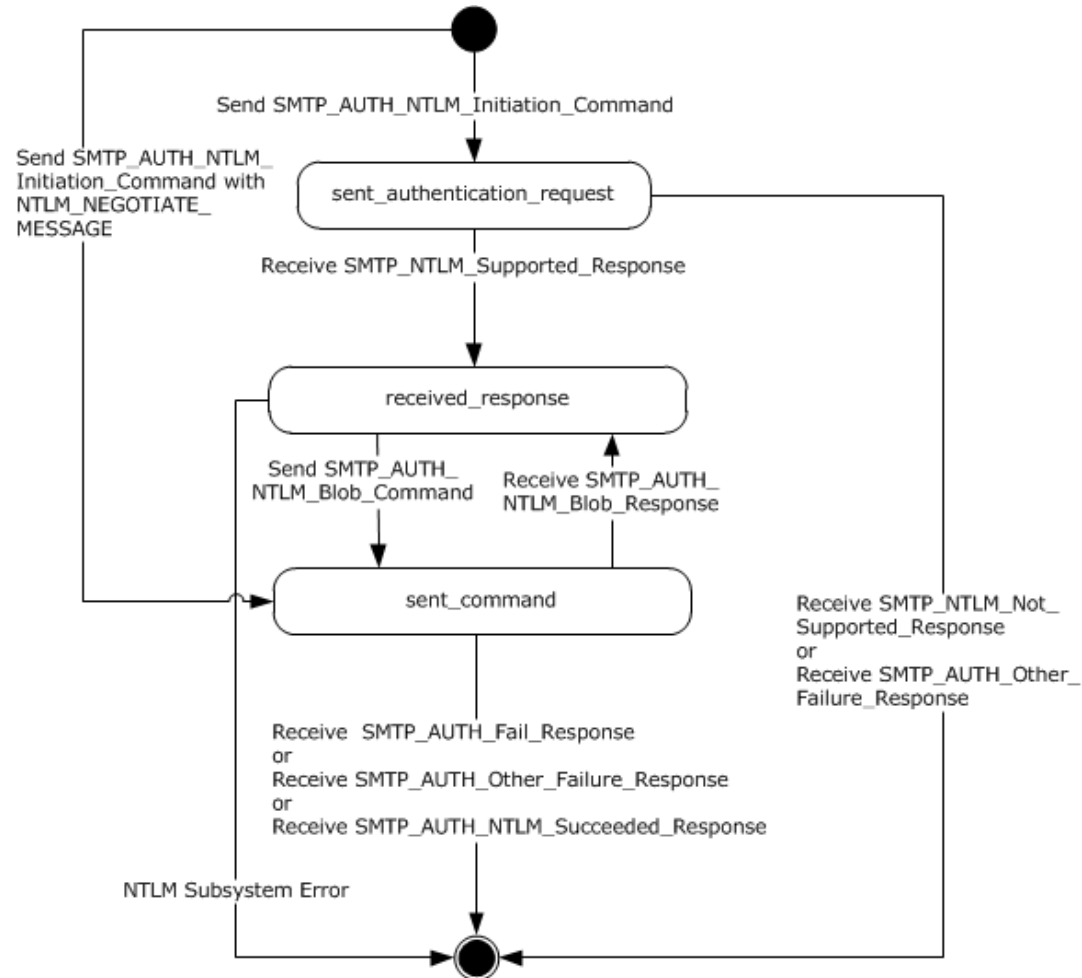 Send SMTP_AUTH_NTLM_Initiation_Command
Send SMTP_AUTH_NTLM_
Initiation_Command with
NTLM_NEGOTIATE_
MESSAGE
sent_authentication_request
Receive SMTP_NTLM_Supported_Response
received_response
Send SMTP_AUTH_
NTLM_Blob_Command
Receive SMTP_AUTH_
NTLM_Blob_Response
sent_command
Receive SMTP_NTLM_Not_
Supported_Response
or
Receive SMTP_AUTH_Other_
Failure_Response
Receive SMTP_AUTH_Fail_Response
or
Receive SMTP_AUTH_Other_Failure_Response
or
Receive SMTP_AUTH_NTLM_Succeeded_Response
NTLM Subsystem Error